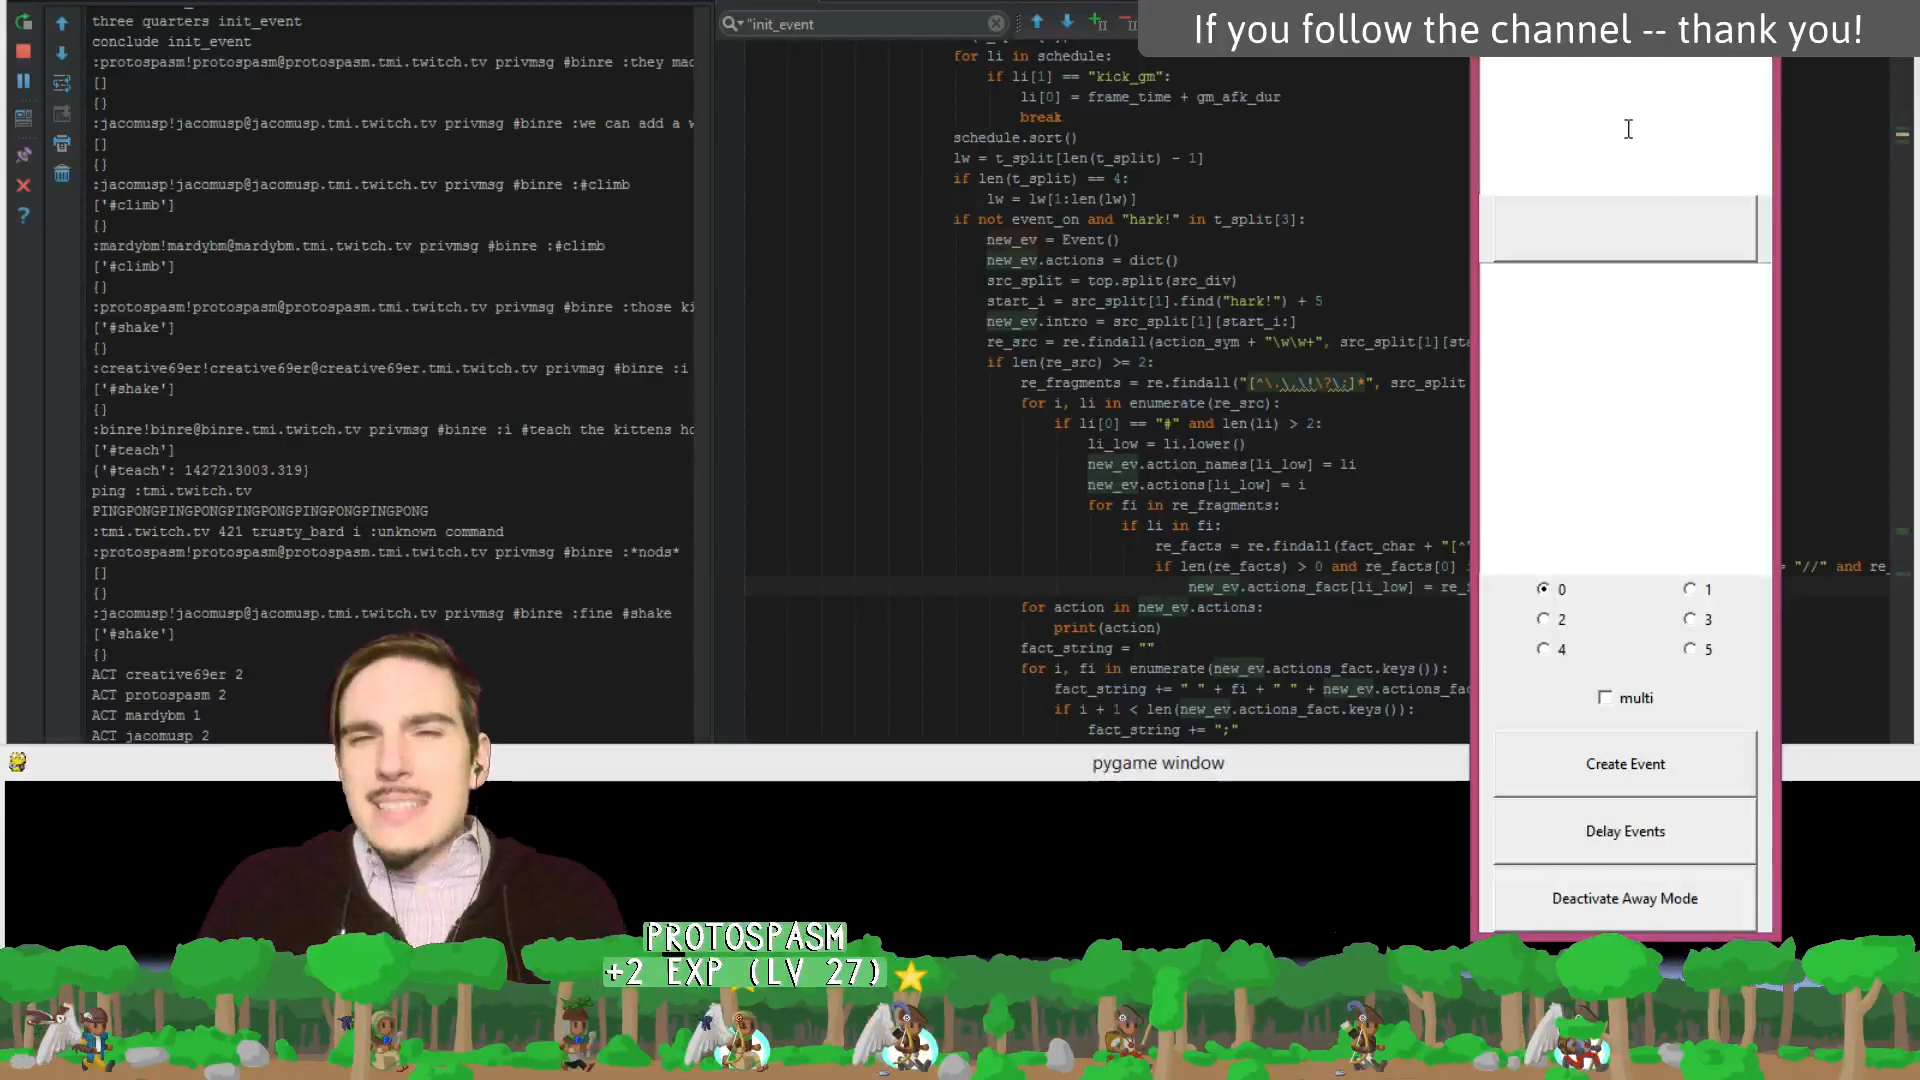 three quarters init_event
conclude init_event
:protospasm!protospasm@protospasm.tmi.twitch.tv privmsg #binre :they mad
[]
{}
:jacomusp!jacomusp@jacomusp.tmi.twitch.tv privmsg #binre :we can add a w
[]
{}
:jacomusp!jacomusp@jacomusp.tmi.twitch.tv privmsg #binre :#climb
['#climb']
{}
:mardybm!mardybm@mardybm.tmi.twitch.tv privmsg #binre :#climb
['#climb']
{}
:protospasm!protospasm@protospasm.tmi.twitch.tv privmsg #binre :those ki
['#shake']
{}
:creative69er!creative69er@creative69er.tmi.twitch.tv privmsg #binre :i
['#shake']
{}
:binre!binre@binre.tmi.twitch.tv privmsg #binre :i #teach the kittens ho
['#teach']
{'#teach': 1427213003.319}
ping :tmi.twitch.tv
PINGPONGPINGPONGPINGPONGPINGPONGPINGPONG
:tmi.twitch.tv 421 trusty_bard i :unknown command
:protospasm!protospasm@protospasm.tmi.twitch.tv privmsg #binre :*nods*
[]
{}
:jacomusp!jacomusp@jacomusp.tmi.twitch.tv privmsg #binre :fine #shake
['#shake']
{}
ACT creative69er 2
ACT protospasm 2
ACT mardybm 1
ACT jacomusp 2
"init_event
If you follow the channel -- thank you!
for li in schedule:
if li[1] == "kick_gm":
li[0] = frame_time + gm_afk_dur
break
schedule.sort()
lw = t_split[len(t_split) - 1]
if len(t_split) == 4:
lw = lw[1:len(lw)]
if not event_on and "hark!" in t_split[3]:
new_ev = Event()
new_ev.actions = dict()
src_split = top.split(src_div)
start_i = src_split[1].find("hark!") + 5
new_ev.intro = src_split[1][start_i:]
re_src = re.findall(action_sym + "\w\w+", src_split[1][sta
if len(re_src) >= 2:
re_fragments = re.findall("[^\.\,\!\?\;]*", src_split
for i, li in enumerate(re_src):
if li[0] == "#" and len(li) > 2:
li_low = li.lower()
new_ev.action_names[li_low] = li
new_ev.actions[li_low] = i
for fi in re_fragments:
if li in fi:
re_facts = re.findall(fact_char + "[^"
if len(re_facts) > 0 and re_facts[0] = "//" and re_
new_ev.actions_fact[li_low] = re_f
for action in new_ev.actions:
print(action)
fact_string = ""
for i, fi in enumerate(new_ev.actions_fact.keys()):
fact_string += " " + fi + " " + new_ev.actions_fac
if i + 1 < len(new_ev.actions_fact.keys()):
fact_string += ";"
0 1
2 3
4 5
multi
Create Event
Delay Events
Deactivate Away Mode
pygame window
PROTOSPASM
+2 EXP (LV 27)